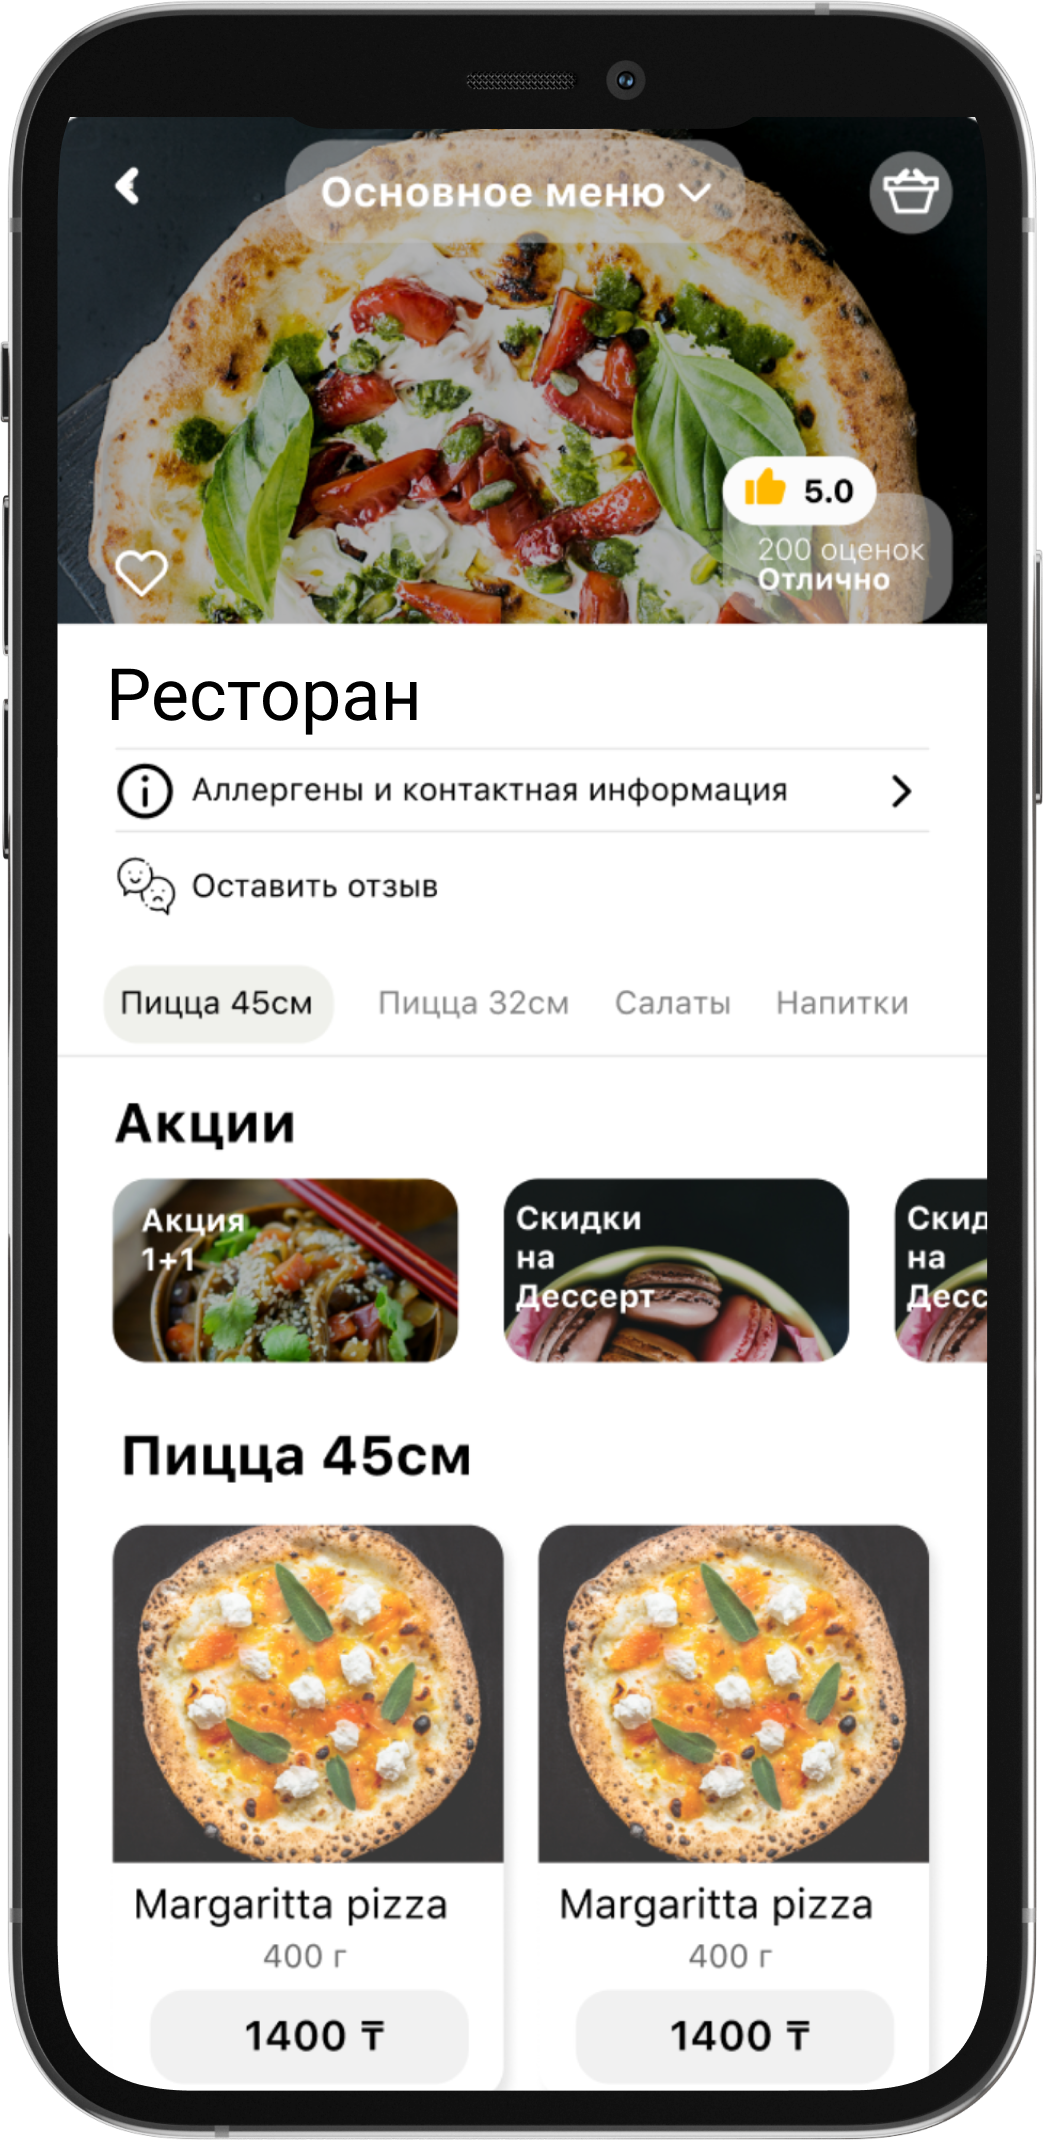 Основное меню
5.0
200 оценок
Отлично
Ресторан
Аллергены и контактная информация
Оставить отзыв
Пицца 45см Пицца 32см Салаты Напитки
Акции
Акция
1+1
Скидки
на
Дессерт
Скид
на
Десс
Пицца 45см
Margaritta pizza
400 г
1400 ₸
Margaritta pizza
400 г
1400 ₸